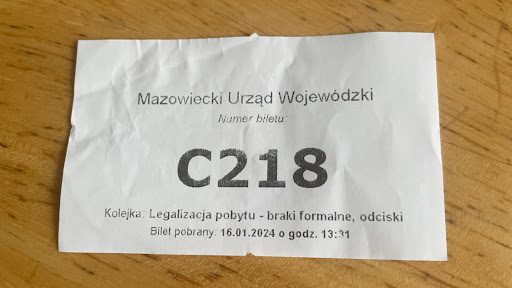 Mazowiecki Urząd Wojewódzki
Numer biletu:
C218
Kolejka: Legalizacja pobytu - braki formalne, odciski
Bilet pobrany: 16.01.2024 o godz. 13:31